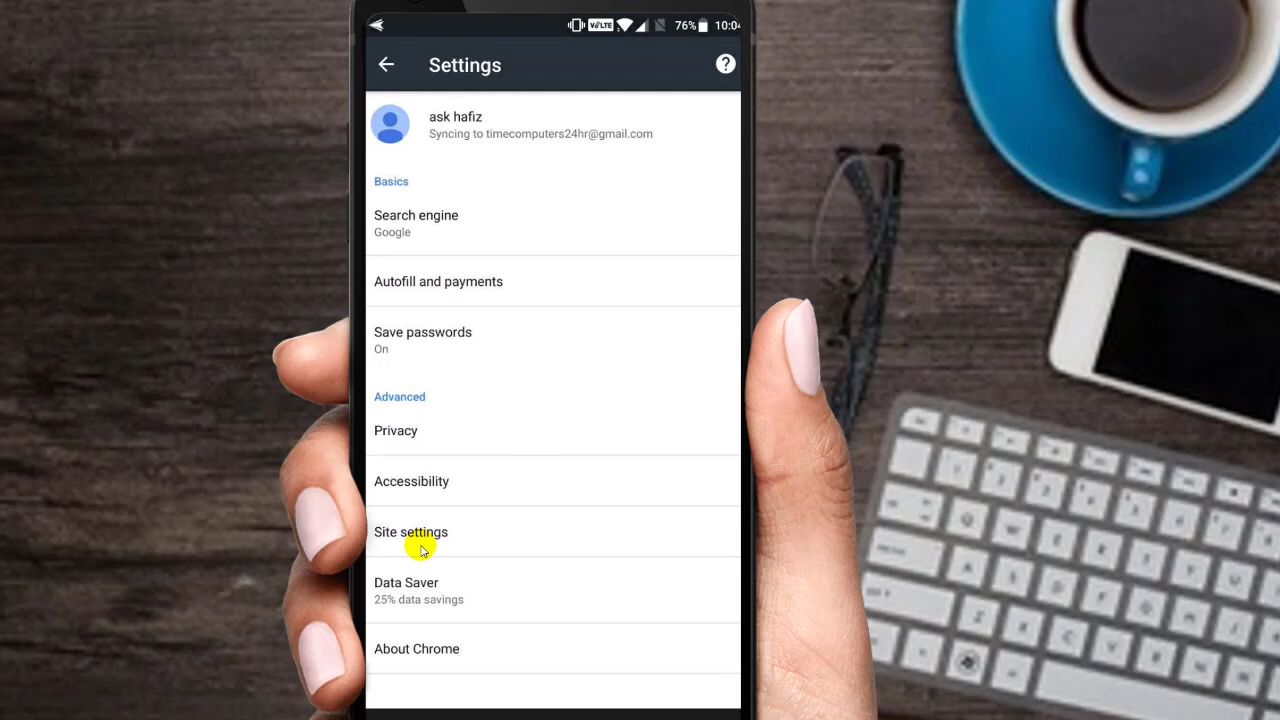 VoLTE 76% 10:04
Settings
ask hafiz
Syncing to timecomputers24hr@gmail.com
Basics
Search engine
Google
Autofill and payments
Save passwords
On
Advanced
Privacy
Accessibility
Site settings
Data Saver
25% data savings
About Chrome